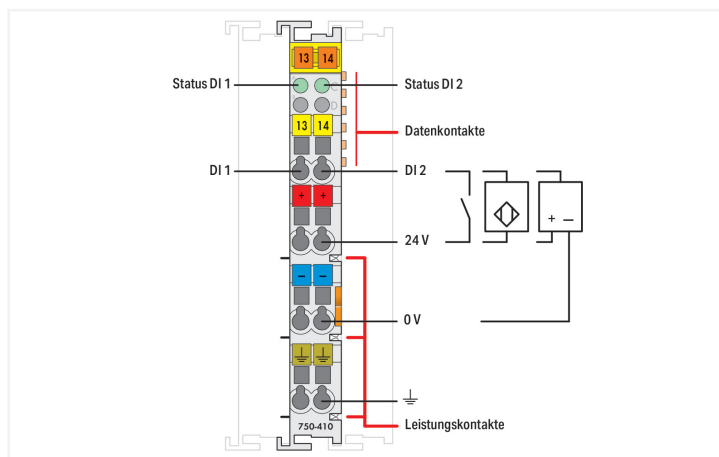 13 14
Status DI 1
Status DI 2
C
D
Datenkontakte
13 14
DI 1
DI 2
+ +
+ –
24 V
– –
0 V
Leistungskontakte
750-410